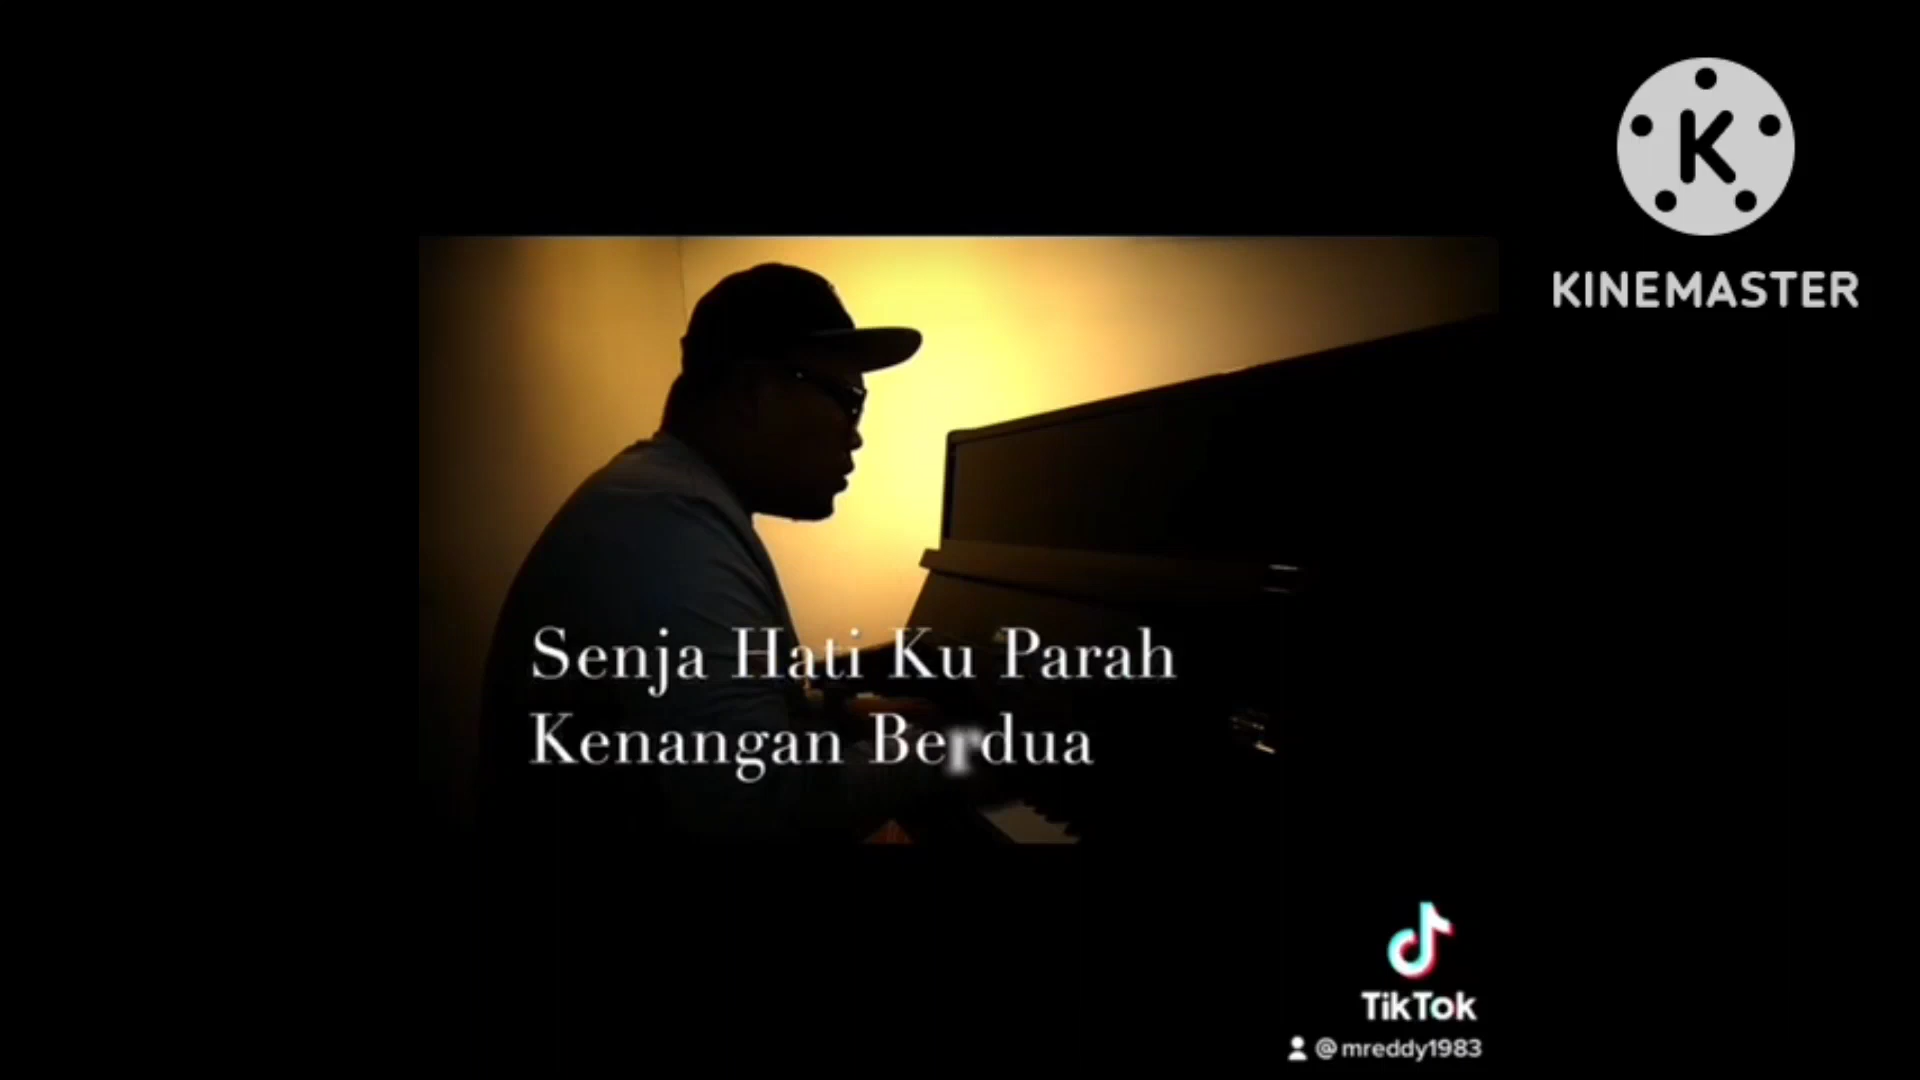 K
KINEMASTER
Senja Hati Ku Parah
Kenangan Berdua
TikTok
@mreddy1983